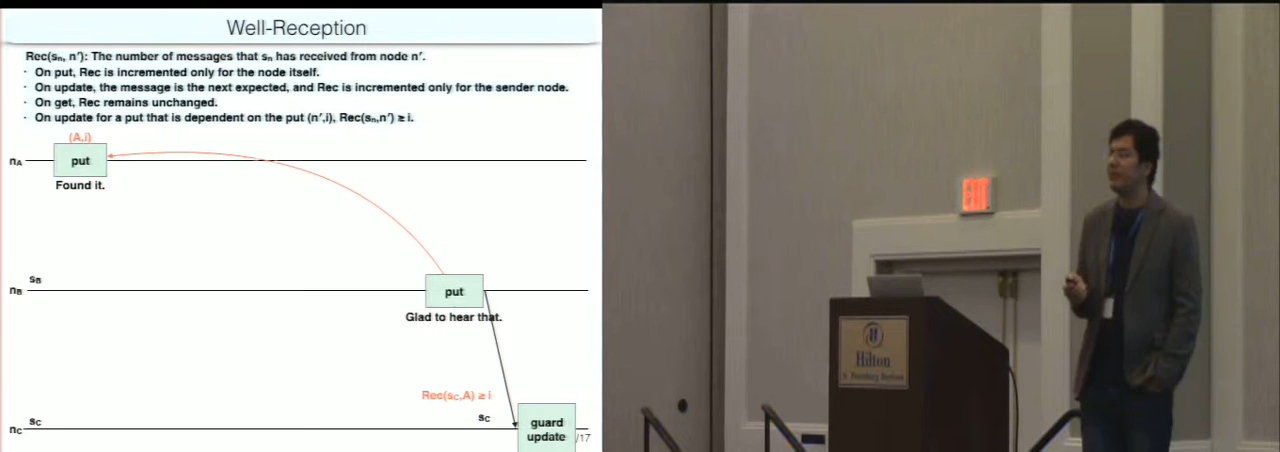 Well-Reception
Rec(sn, n′): The number of messages that sn has received from node n′.
· On put, Rec is incremented only for the node itself.
· On update, the message is the next expected, and Rec is incremented only for the sender node.
· On get, Rec remains unchanged.
· On update for a put that is dependent on the put (n′,i), Rec(sn,n′) ≥ i.
(A,i)
nA
put
Found it.
sB
nB
put
Glad to hear that.
Rec(sC,A) ≥ i
sC
sC
nC
guard
update
/17
EXIT
Hilton
St. Petersburg Bayfront